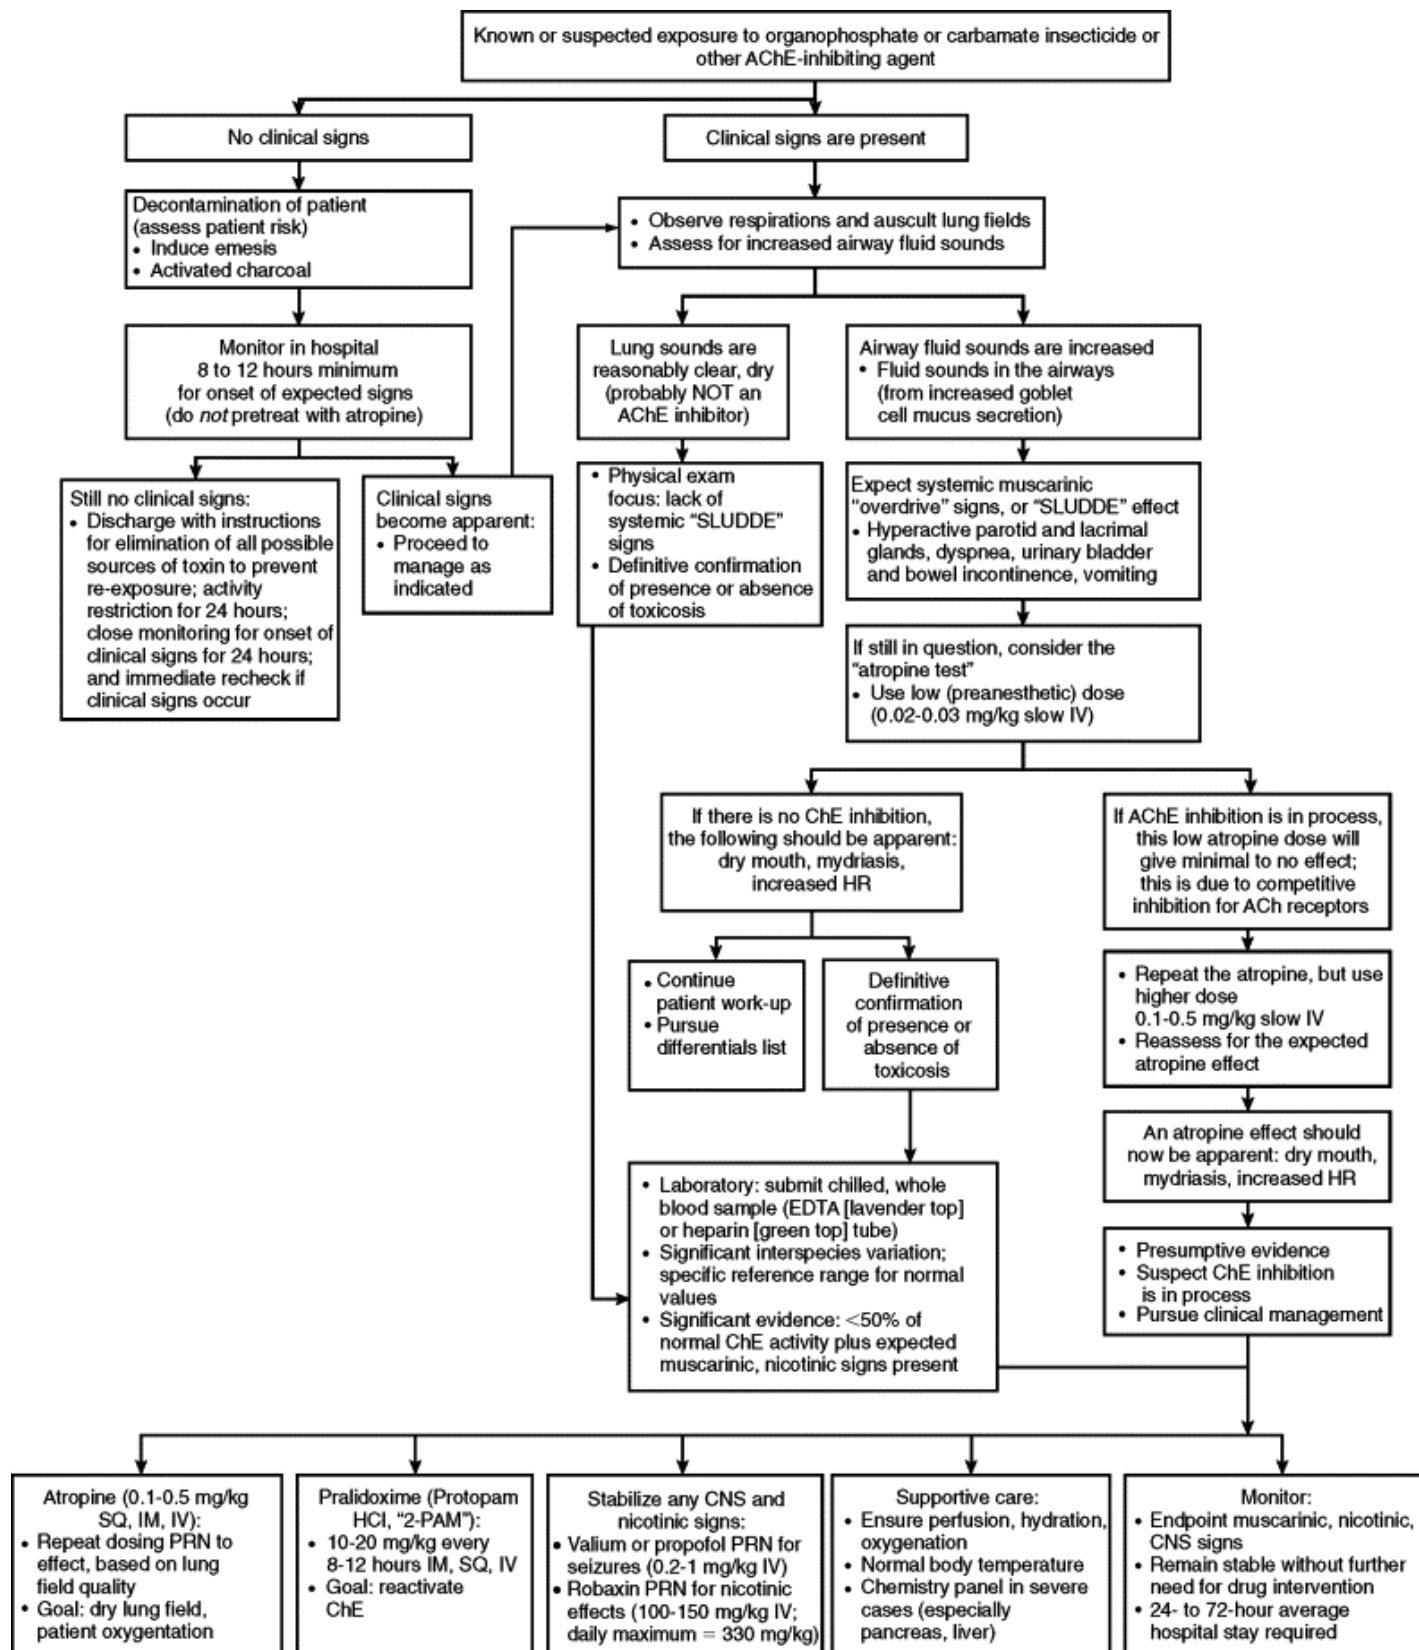 Known or suspected exposure to organophosphate or carbamate insecticide or
other AChE-inhibiting agent
No clinical signs
Clinical signs are present
Decontamination of patient
(assess patient risk)
• Induce emesis
• Activated charcoal
• Observe respirations and auscult lung fields
• Assess for increased airway fluid sounds
Monitor in hospital
8 to 12 hours minimum
for onset of expected signs
(do not pretreat with atropine)
Lung sounds are
reasonably clear, dry
(probably NOT an
AChE inhibitor)
Airway fluid sounds are increased
• Fluid sounds in the airways
(from increased goblet
cell mucus secretion)
Still no clinical signs:
• Discharge with instructions
for elimination of all possible
sources of toxin to prevent
re-exposure; activity
restriction for 24 hours;
close monitoring for onset of
clinical signs for 24 hours;
and immediate recheck if
clinical signs occur
Clinical signs
become apparent:
• Proceed to
manage as
indicated
• Physical exam
focus: lack of
systemic “SLUDDE”
signs
• Definitive confirmation
of presence or absence
of toxicosis
Expect systemic muscarinic
“overdrive” signs, or “SLUDDE” effect
• Hyperactive parotid and lacrimal
glands, dyspnea, urinary bladder
and bowel incontinence, vomiting
If still in question, consider the
“atropine test”
• Use low (preanesthetic) dose
(0.02-0.03 mg/kg slow IV)
If there is no ChE inhibition,
the following should be apparent:
dry mouth, mydriasis,
increased HR
If AChE inhibition is in process,
this low atropine dose will
give minimal to no effect;
this is due to competitive
inhibition for ACh receptors
• Continue
patient work-up
• Pursue
differentials list
Definitive
confirmation
of presence or
absence of
toxicosis
• Repeat the atropine, but use
higher dose
0.1-0.5 mg/kg slow IV
• Reassess for the expected
atropine effect
An atropine effect should
now be apparent: dry mouth,
mydriasis, increased HR
• Laboratory: submit chilled, whole
blood sample (EDTA [lavender top]
or heparin [green top] tube)
• Significant interspecies variation;
specific reference range for normal
values
• Significant evidence: <50% of
normal ChE activity plus expected
muscarinic, nicotinic signs present
• Presumptive evidence
• Suspect ChE inhibition
is in process
• Pursue clinical management
Atropine (0.1-0.5 mg/kg
SQ, IM, IV):
• Repeat dosing PRN to
effect, based on lung
field quality
• Goal: dry lung field,
patient oxygentation
Pralidoxime (Protopam
HCl, “2-PAM”):
• 10-20 mg/kg every
8-12 hours IM, SQ, IV
• Goal: reactivate
ChE
Stabilize any CNS and
nicotinic signs:
• Valium or propofol PRN for
seizures (0.2-1 mg/kg IV)
• Robaxin PRN for nicotinic
effects (100-150 mg/kg IV;
daily maximum = 330 mg/kg)
Supportive care:
• Ensure perfusion, hydration,
oxygenation
• Normal body temperature
• Chemistry panel in severe
cases (especially
pancreas, liver)
Monitor:
• Endpoint muscarinic, nicotinic,
CNS signs
• Remain stable without further
need for drug intervention
• 24- to 72-hour average
hospital stay required